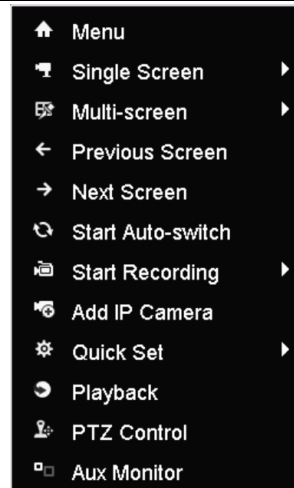 Menu
Single Screen
Multi-screen
Previous Screen
Next Screen
Start Auto-switch
Start Recording
Add IP Camera
Quick Set
Playback
PTZ Control
Aux Monitor